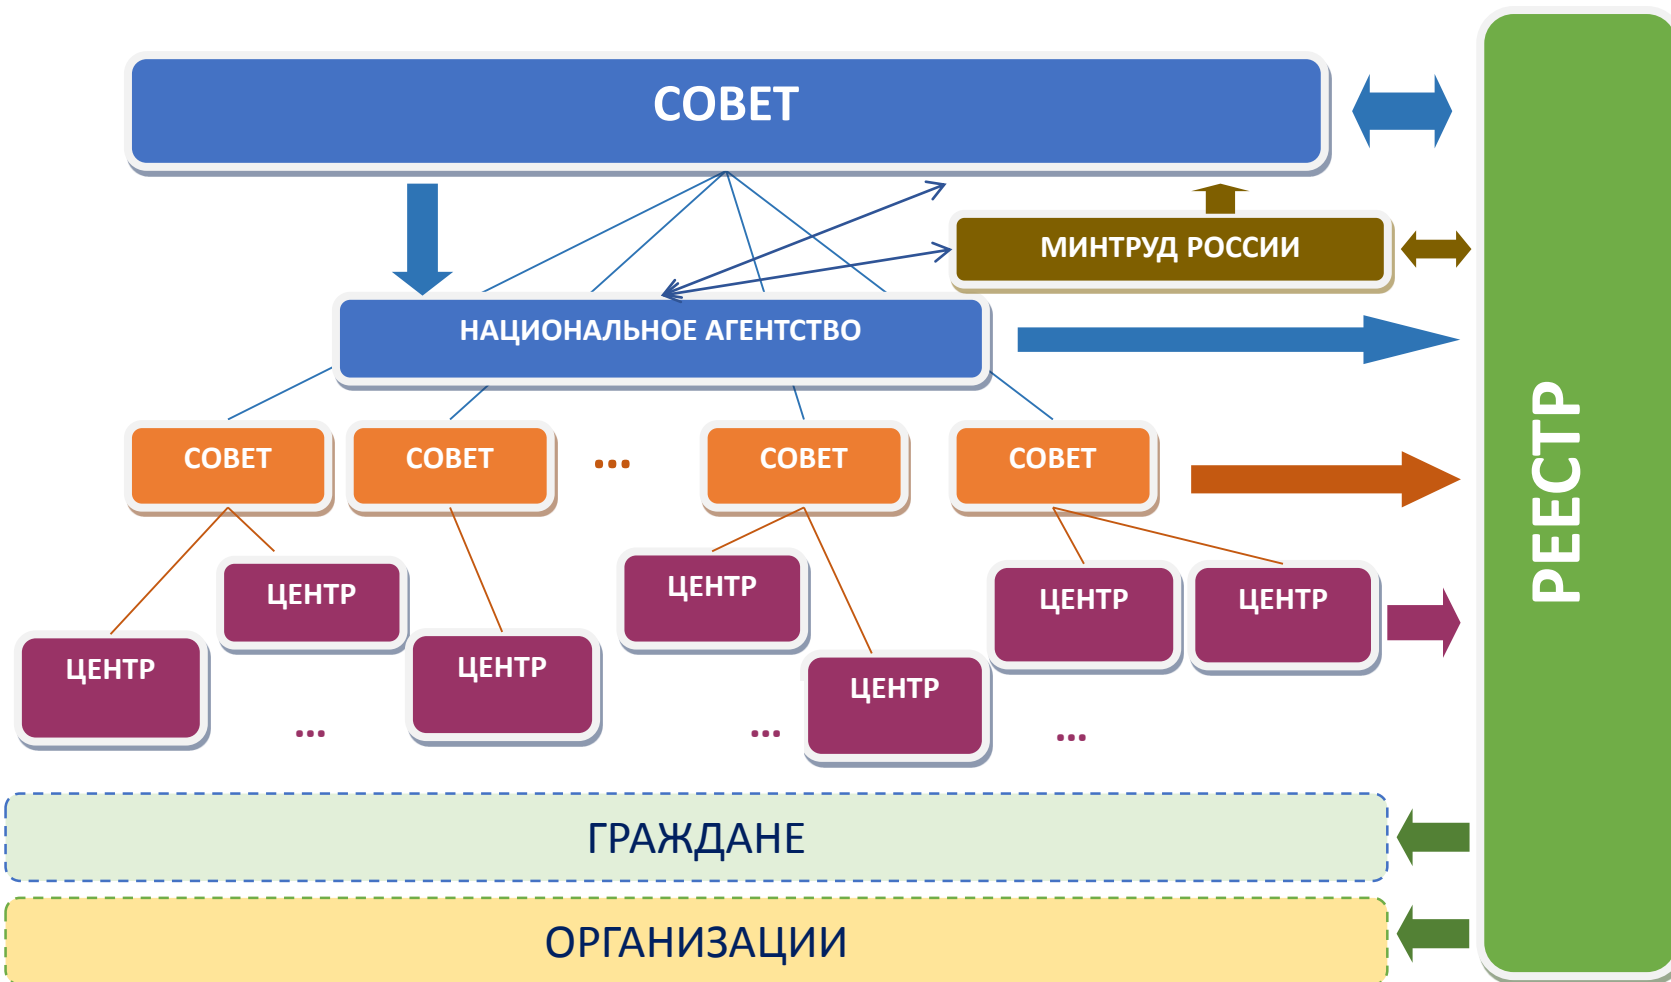 СОВЕТ
МИНТРУД РОССИИ
НАЦИОНАЛЬНОЕ АГЕНТСТВО
СОВЕТ
СОВЕТ
...
СОВЕТ
СОВЕТ
ЦЕНТР
ЦЕНТР
ЦЕНТР
ЦЕНТР
ЦЕНТР
ЦЕНТР
ЦЕНТР
...
...
...
РЕЕСТР
ГРАЖДАНЕ
ОРГАНИЗАЦИИ